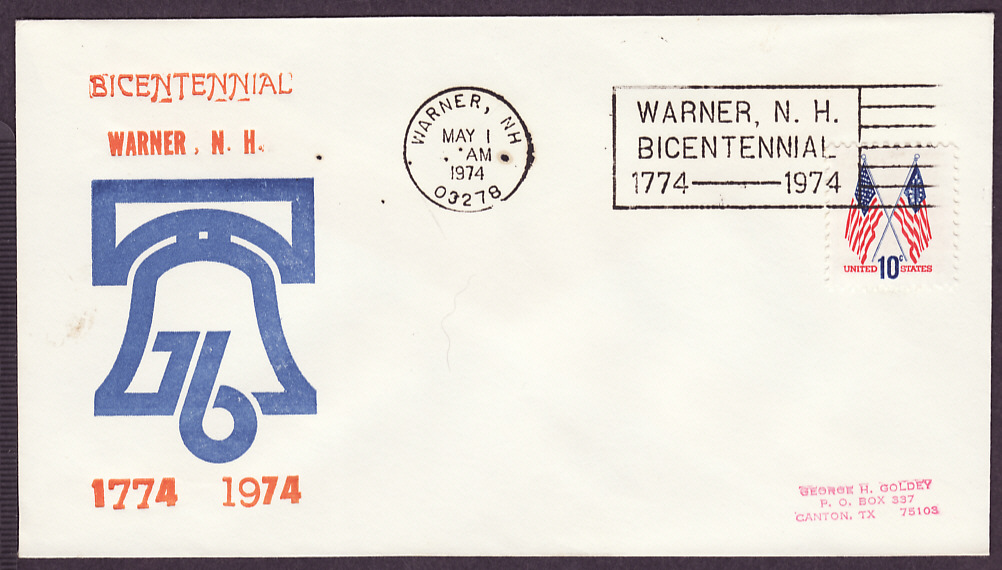 BICENTENNIAL
WARNER, N. H.
76
1774 1974
WARNER, NH
MAY 1
AM
1974
03278
WARNER, N. H.
BICENTENNIAL
1774 — 1974
UNITED 10c STATES
GEORGE H. GOLDEY
P. O. BOX 337
CANTON, TX 75103